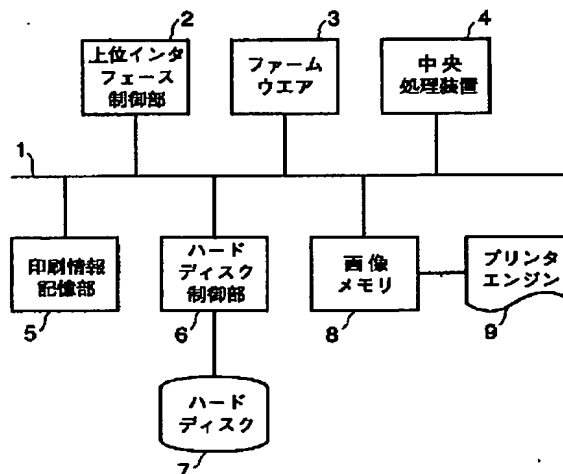 2
上位インタ
フェース
制御部
3
ファーム
ウエア
4
中央
処理装置
1
印刷情報
記憶部
5
ハード
ディスク
制御部
6
画像
メモリ
8
プリンタ
エンジン
9
ハード
ディスク
7